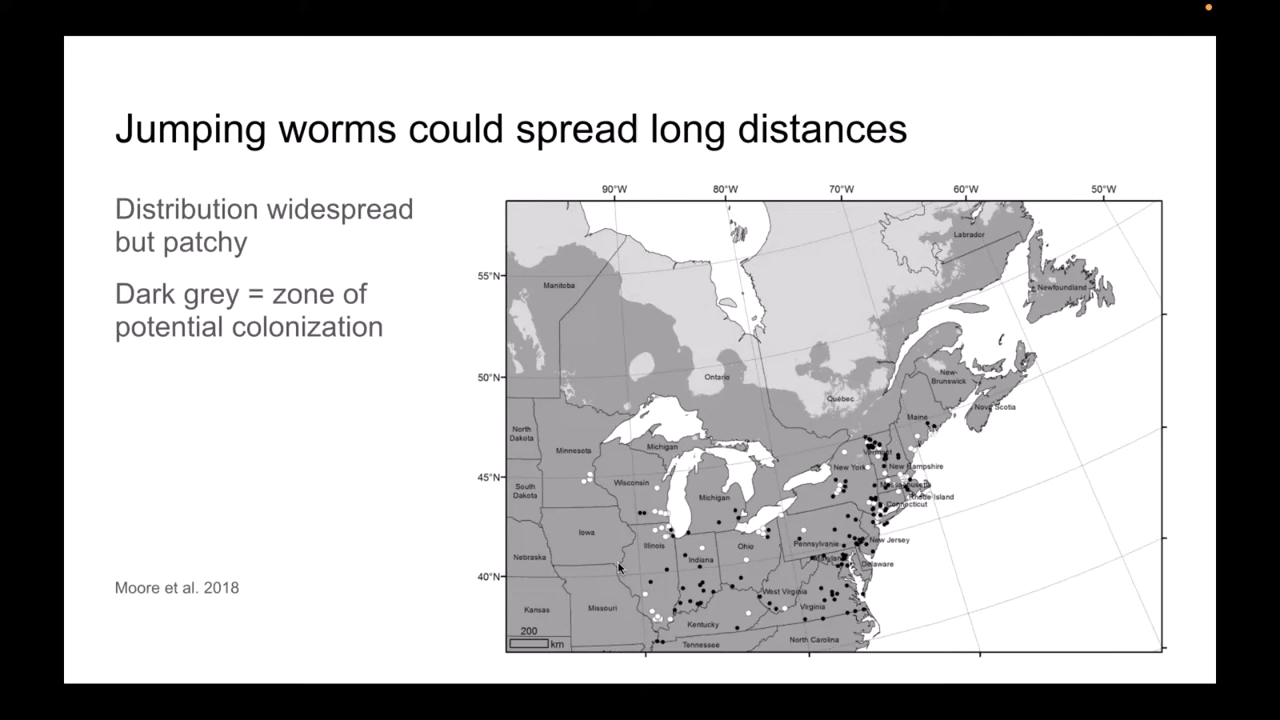 Jumping worms could spread long distances
Distribution widespread
but patchy
Dark grey = zone of
potential colonization
Moore et al. 2018
90°W 80°W 70°W 60°W 50°W
55°N
50°N
45°N
40°N
Labrador
Manitoba
Newfoundland
Ontario
New-
Brunswick
Québec
Nova Scotia
Maine
North
Dakota
Minnesota
Michigan
Vermont
New York
New Hampshire
South
Dakota
Wisconsin
Michigan
Massachusetts
Rhode Island
Connecticut
Iowa
Illinois
Ohio
Pennsylvania
New Jersey
Nebraska
Indiana
Maryland
Delaware
West Virginia
Kansas
Missouri
Virginia
Kentucky
200
km
Tennessee
North Carolina